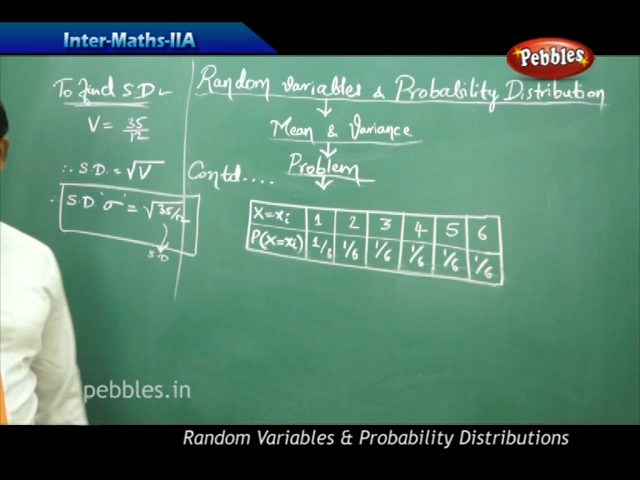 Inter-Maths-IIA
Pebbles
To find S.D
V = 35/12
∴ S.D. = √V
∴ S.D. 'σ' = √35/12
S.D
Random Variables & Probability Distribution
Mean & Variance
Contd.... Problem
X=xi 1 2 3 4 5 6
P(X=xi) 1/6 1/6 1/6 1/6 1/6 1/6
pebbles.in
Random Variables & Probability Distributions